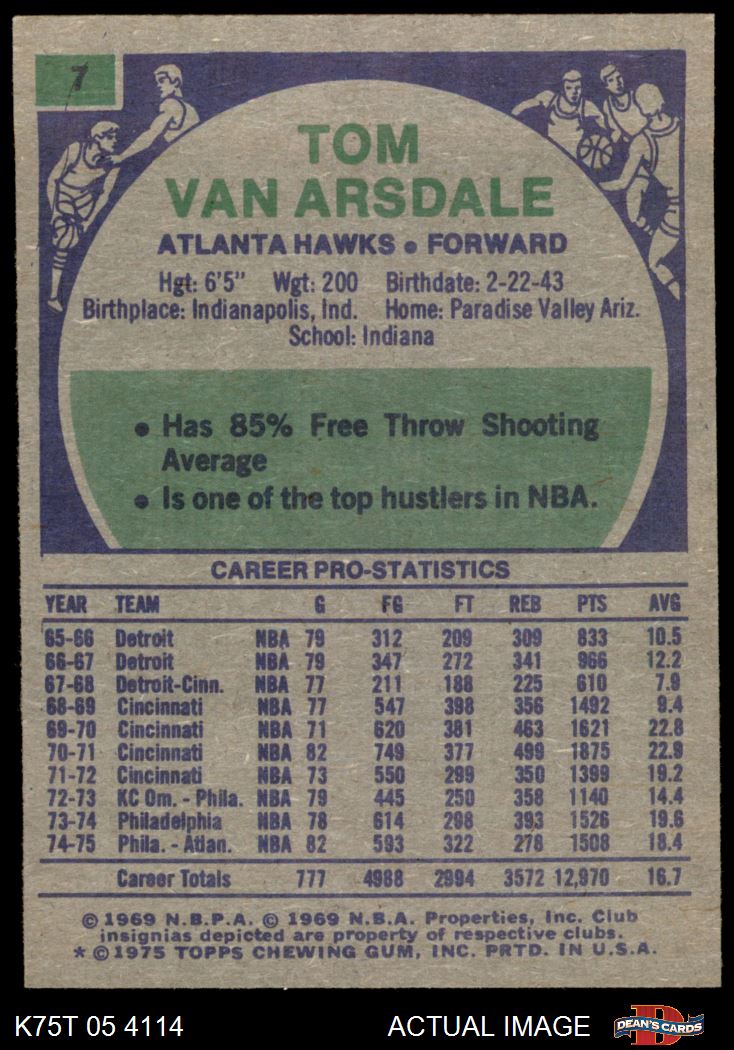 7
TOM
VAN ARSDALE
ATLANTA HAWKS • FORWARD
Hgt: 6'5" Wgt: 200 Birthdate: 2-22-43
Birthplace: Indianapolis, Ind. Home: Paradise Valley Ariz.
School: Indiana
• Has 85% Free Throw Shooting
Average
• Is one of the top hustlers in NBA.
CAREER PRO-STATISTICS
YEAR TEAM G FG FT REB PTS AVG
65-66 Detroit NBA 79 312 209 309 833 10.5
66-67 Detroit NBA 79 347 272 341 966 12.2
67-68 Detroit-Cinn. NBA 77 211 188 225 610 7.9
68-69 Cincinnati NBA 77 547 398 356 1492 9.4
69-70 Cincinnati NBA 71 620 381 463 1621 22.8
70-71 Cincinnati NBA 82 749 377 499 1875 22.9
71-72 Cincinnati NBA 73 550 299 350 1399 19.2
72-73 KC Om. - Phila. NBA 79 445 250 358 1140 14.4
73-74 Philadelphia NBA 78 614 298 393 1526 19.6
74-75 Phila. - Atlan. NBA 82 593 322 278 1508 18.4
Career Totals 777 4988 2994 3572 12,970 16.7
© 1969 N.B.P.A. © 1969 N.B.A. Properties, Inc. Club
insignias depicted are property of respective clubs.
* © 1975 TOPPS CHEWING GUM, INC. PRTD. IN U.S.A.
K75T 05 4114 ACTUAL IMAGE DEAN'S CARDS